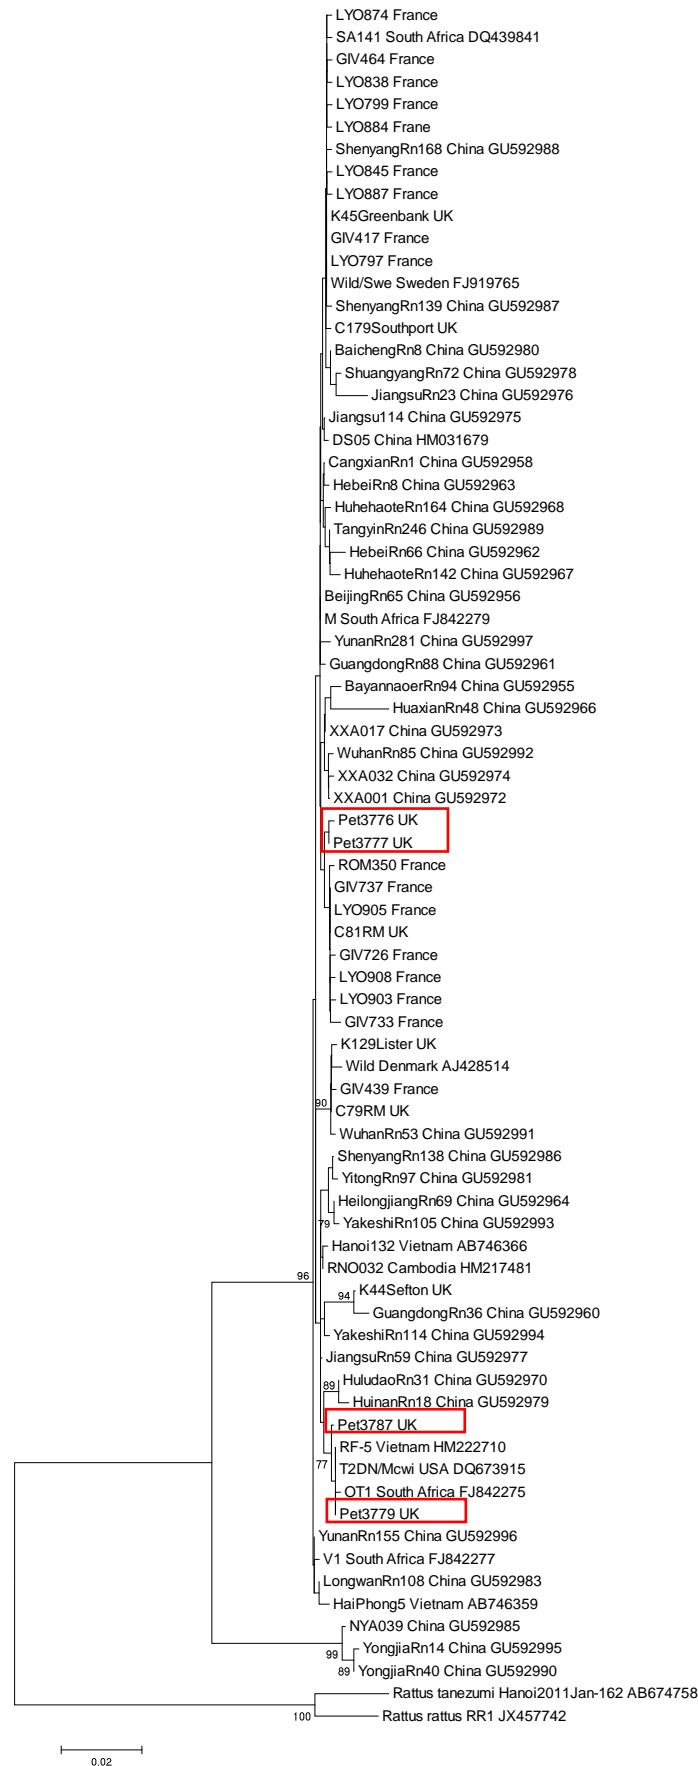 LYO874 France
SA141 South Africa DQ439841
GIV464 France
LYO838 France
LYO799 France
LYO884 Frane
ShenyangRn168 China GU592988
LYO845 France
LYO887 France
K45Greenbank UK
GIV417 France
LYO797 France
Wild/Swe Sweden FJ919765
ShenyangRn139 China GU592987
C179Southport UK
BaichengRn8 China GU592980
ShuangyangRn72 China GU592978
JiangsuRn23 China GU592976
Jiangsu114 China GU592975
DS05 China HM031679
CangxianRn1 China GU592958
HebeiRn8 China GU592963
HuhehaoteRn164 China GU592968
TangyinRn246 China GU592989
HebeiRn66 China GU592962
HuhehaoteRn142 China GU592967
BeijingRn65 China GU592956
M South Africa FJ842279
YunanRn281 China GU592997
GuangdongRn88 China GU592961
BayannaoerRn94 China GU592955
HuaxianRn48 China GU592966
XXA017 China GU592973
WuhanRn85 China GU592992
XXA032 China GU592974
XXA001 China GU592972
Pet3776 UK
Pet3777 UK
ROM350 France
GIV737 France
LYO905 France
C81RM UK
GIV726 France
LYO908 France
LYO903 France
GIV733 France
K129Lister UK
Wild Denmark AJ428514
GIV439 France
90
C79RM UK
WuhanRn53 China GU592991
ShenyangRn138 China GU592986
YitongRn97 China GU592981
HeilongjiangRn69 China GU592964
79
YakeshiRn105 China GU592993
Hanoi132 Vietnam AB746366
RNO032 Cambodia HM217481
96
K44Sefton UK
94
GuangdongRn36 China GU592960
YakeshiRn114 China GU592994
JiangsuRn59 China GU592977
HuludaoRn31 China GU592970
89
HuinanRn18 China GU592979
Pet3787 UK
RF-5 Vietnam HM222710
77
T2DN/Mcwi USA DQ673915
OT1 South Africa FJ842275
Pet3779 UK
YunanRn155 China GU592996
V1 South Africa FJ842277
LongwanRn108 China GU592983
HaiPhong5 Vietnam AB746359
NYA039 China GU592985
YongjiaRn14 China GU592995
99
89
YongjiaRn40 China GU592990
Rattus tanezumi Hanoi2011Jan-162 AB674758
Rattus rattus RR1 JX457742
100
0.02